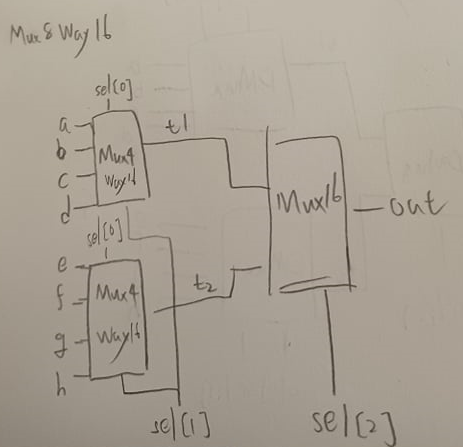 Mux8Way16
sel[0]
a
b
c
d
Mux4
Way16
t1
sel[0]
e
f
g
h
Mux4
Way16
t2
Mux16
out
sel[1]
sel[2]